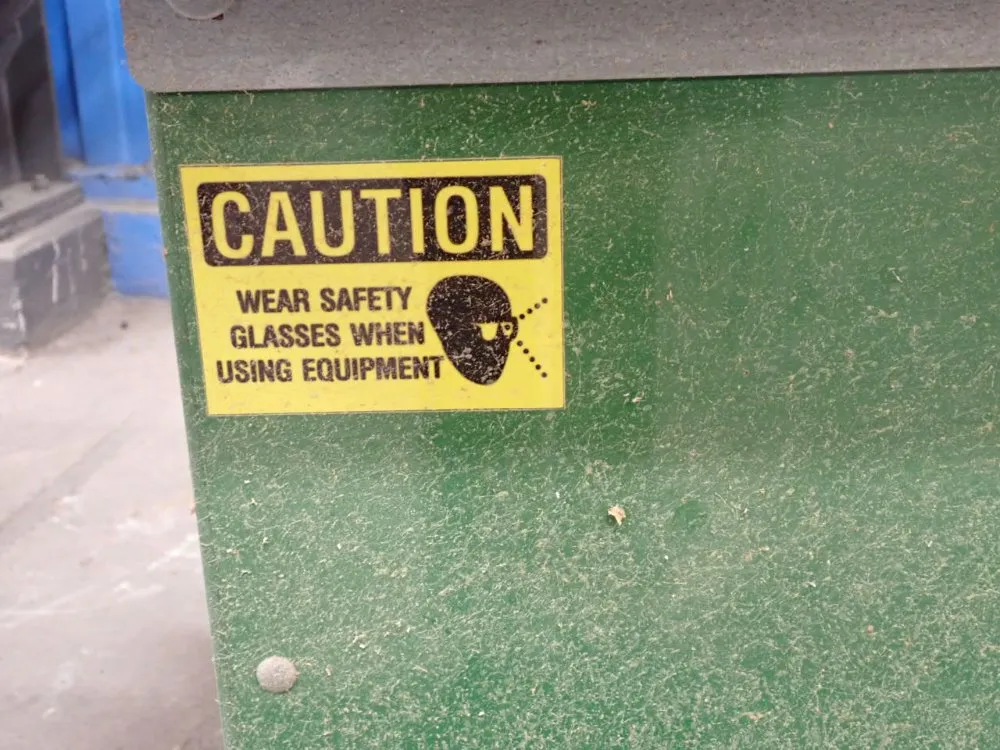 CAUTION
WEAR SAFETY
GLASSES WHEN
USING EQUIPMENT